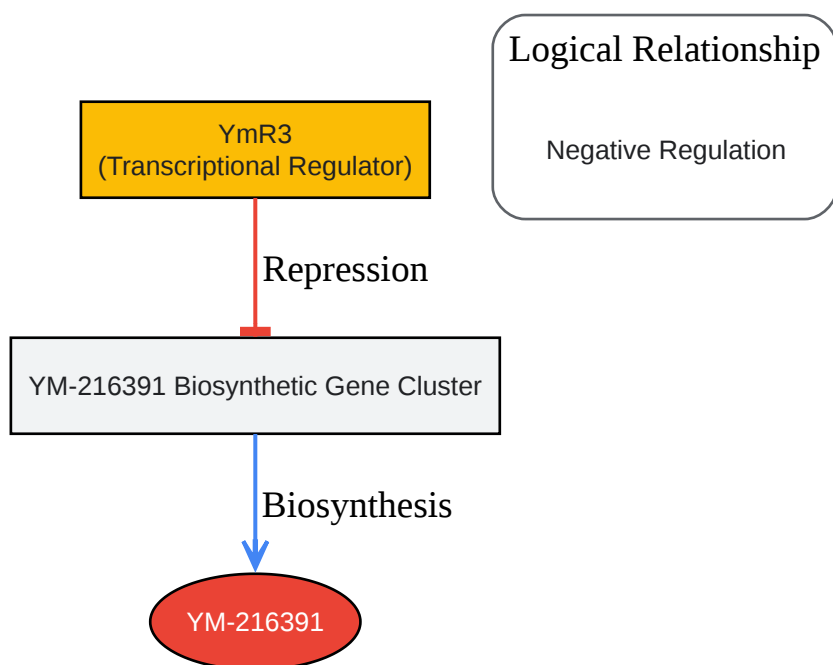 Logical Relationship
Negative Regulation
YmR3
(Transcriptional Regulator)
Repression
YM-216391 Biosynthetic Gene Cluster
Biosynthesis
YM-216391